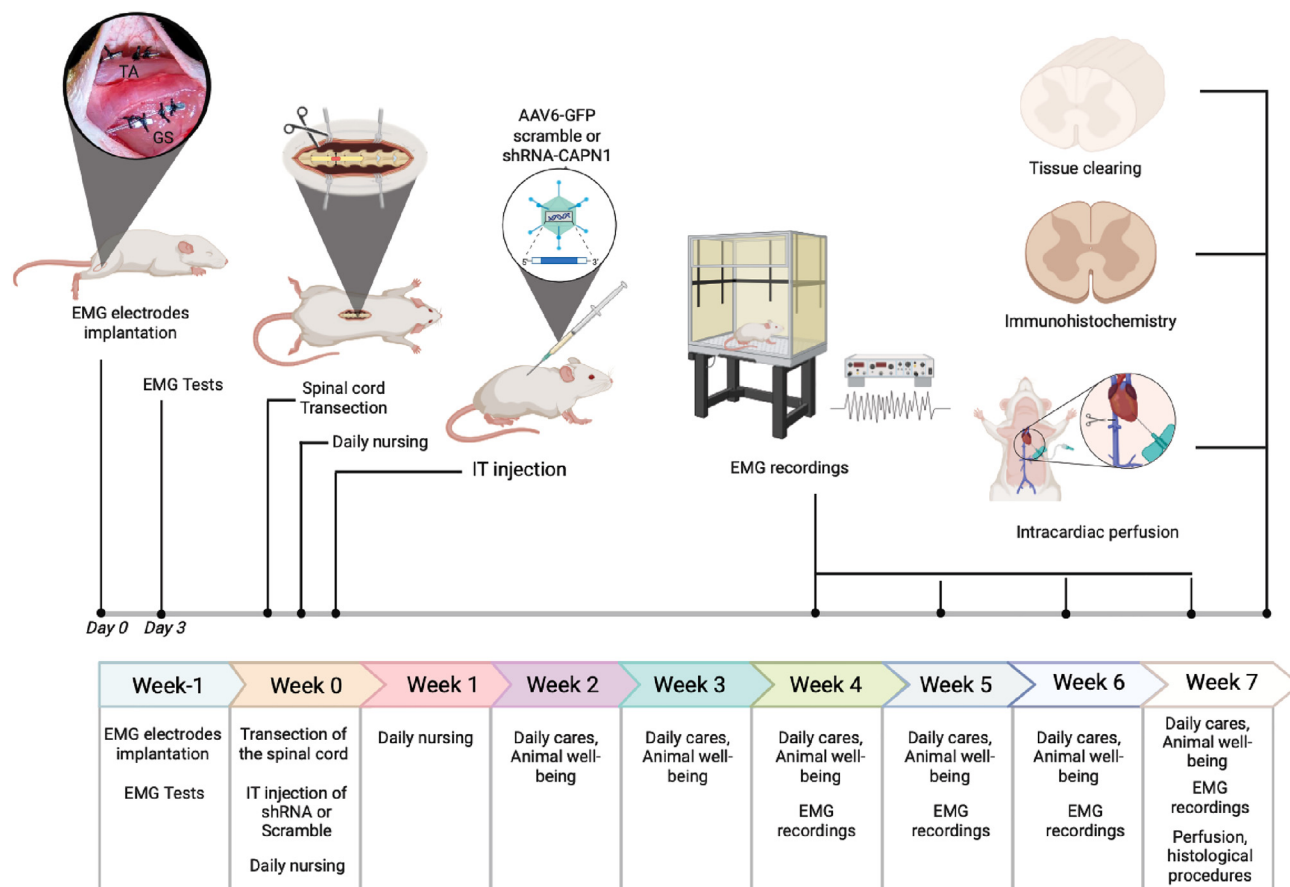 TA
GS
EMG electrodes
implantation
EMG Tests
Spinal cord
Transection
Daily nursing
AAV6-GFP
scramble or
shRNA-CAPN1
5'
3'
IT injection
EMG recordings
Tissue clearing
Immunohistochemistry
Intracardiac perfusion
Day 0
Day 3
Week-1
EMG electrodes
implantation
EMG Tests
Week 0
Transection of
the spinal cord
IT injection of
shRNA or
Scramble
Daily nursing
Week 1
Daily nursing
Week 2
Daily cares,
Animal well-
being
Week 3
Daily cares,
Animal well-
being
Week 4
Daily cares,
Animal well-
being
EMG
recordings
Week 5
Daily cares,
Animal well-
being
EMG
recordings
Week 6
Daily cares,
Animal well-
being
EMG
recordings
Week 7
Daily cares,
Animal well-
being
EMG
recordings
Perfusion,
histological
procedures